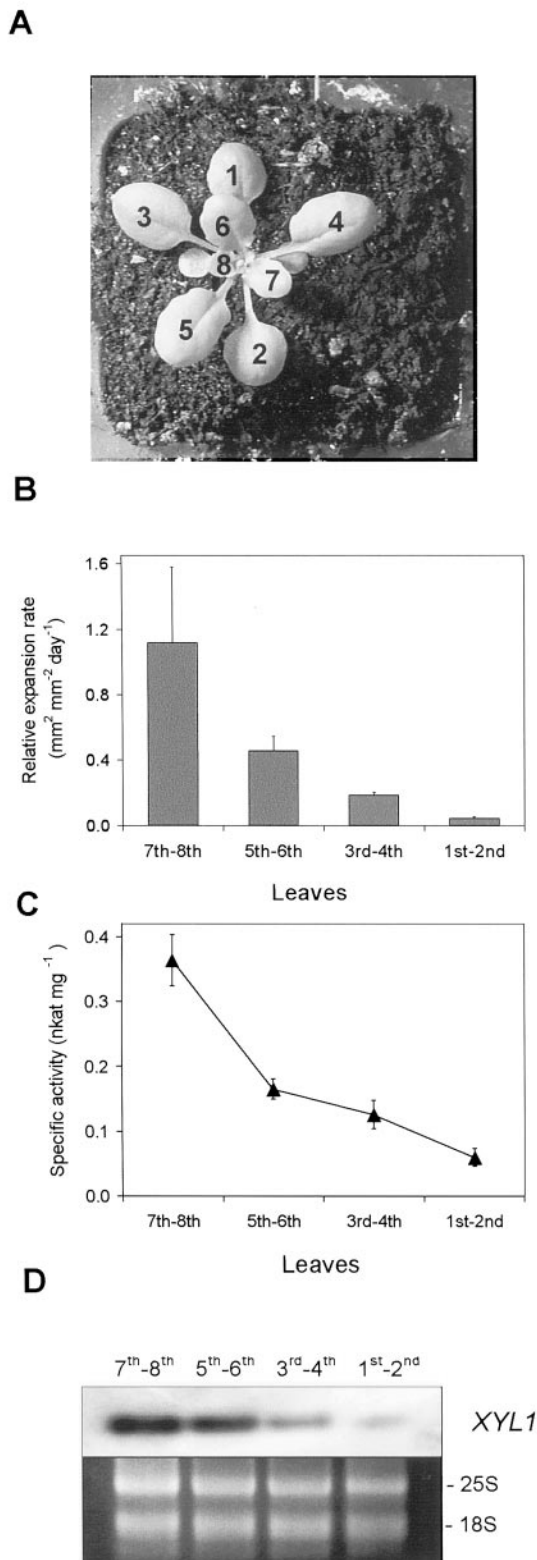 A
1
3
6
4
8
7
5
2
B
Relative expansion rate
(mm² mm⁻² day⁻¹)
1.6
1.2
0.8
0.4
0.0
7th-8th 5th-6th 3rd-4th 1st-2nd
Leaves
C
Specific activity (nkat mg⁻¹)
0.4
0.3
0.2
0.1
0.0
7th-8th 5th-6th 3rd-4th 1st-2nd
Leaves
D
7ᵗʰ-8ᵗʰ 5ᵗʰ-6ᵗʰ 3ʳᵈ-4ᵗʰ 1ˢᵗ-2ⁿᵈ
XYL1
- 25S
- 18S